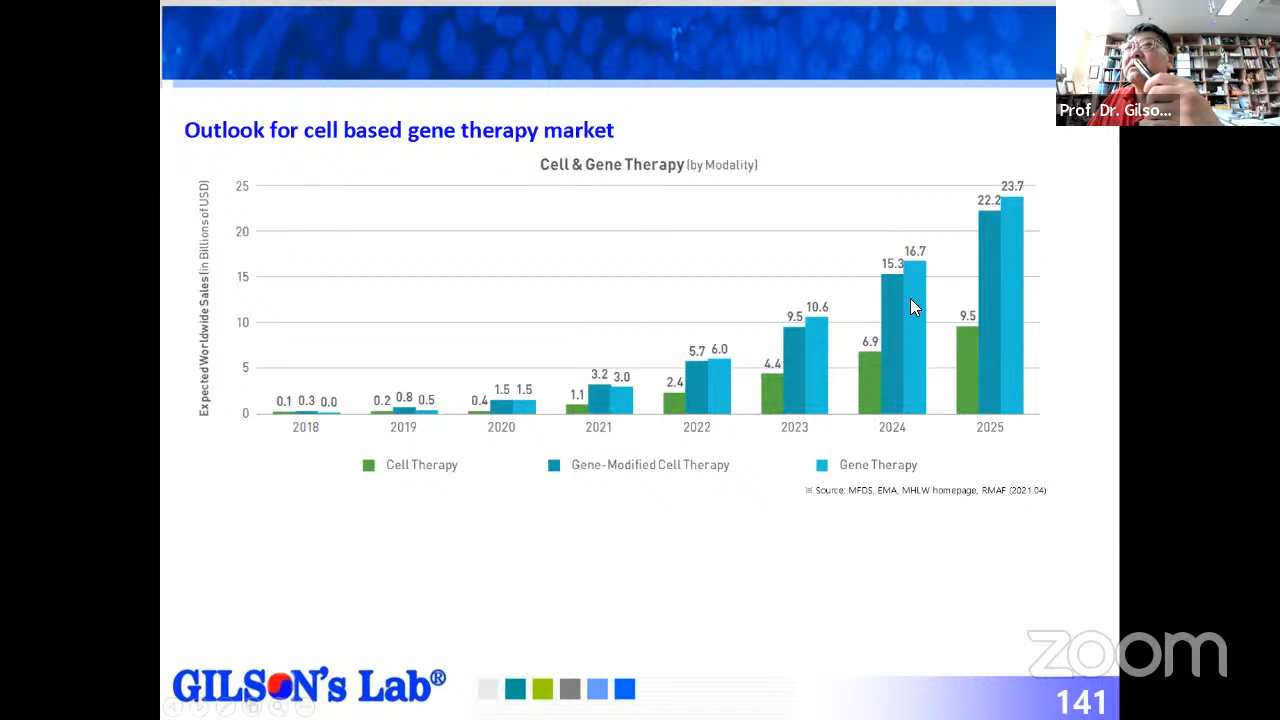 Prof. Dr. Gilso...
Outlook for cell based gene therapy market
Cell & Gene Therapy (by Modality)
Expected Worldwide Sales (in Billions of USD)
25
20
15
10
5
0
0.1 0.3 0.0
0.2 0.8 0.5
0.4 1.5 1.5
1.1 3.2 3.0
2.4 5.7 6.0
4.4 9.5 10.6
6.9 15.3 16.7
9.5 22.2 23.7
2018 2019 2020 2021 2022 2023 2024 2025
Cell Therapy Gene-Modified Cell Therapy Gene Therapy
※ Source: MFDS, EMA, MHLW homepage, RMAF (2021.04)
zoom
GILSON's Lab®
141